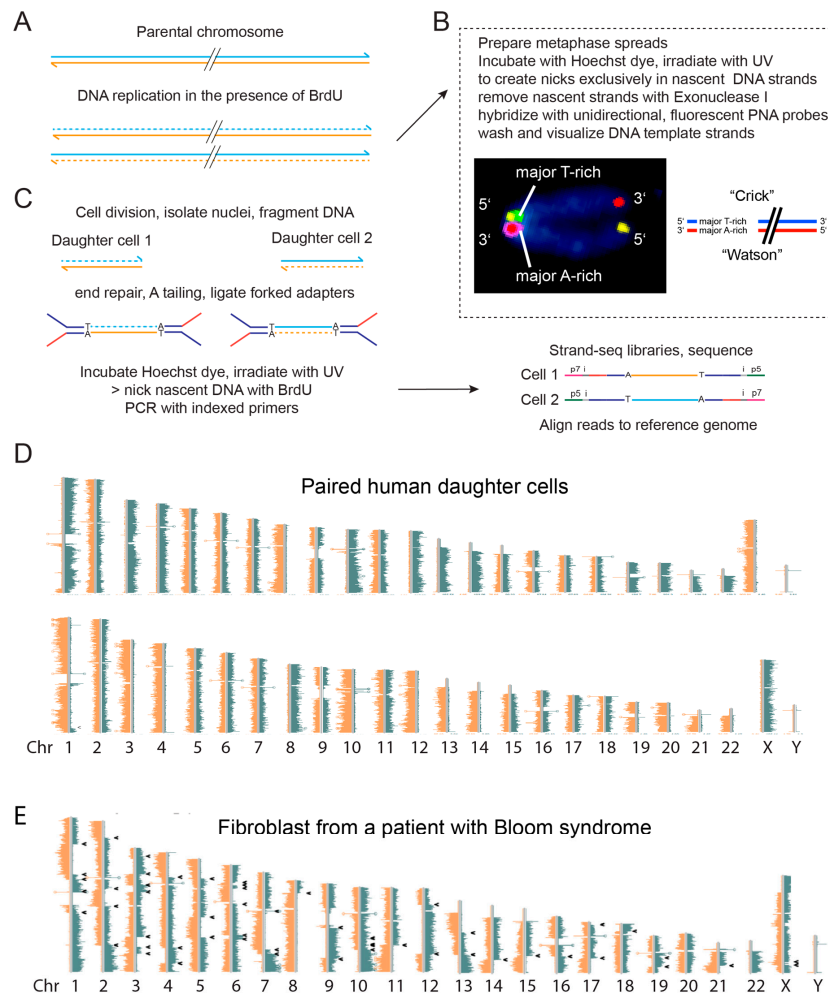 A
Parental chromosome
DNA replication in the presence of BrdU
B
Prepare metaphase spreads
Incubate with Hoechst dye, irradiate with UV
to create nicks exclusively in nascent DNA strands
remove nascent strands with Exonuclease I
hybridize with unidirectional, fluorescent PNA probes
wash and visualize DNA template strands
major T-rich
5‘ 3‘
3‘ 5‘
major A-rich
“Crick”
5‘ major T-rich 3‘
3‘ major A-rich 5‘
“Watson”
C
Cell division, isolate nuclei, fragment DNA
Daughter cell 1 Daughter cell 2
end repair, A tailing, ligate forked adapters
T A T A
A T A T
Incubate Hoechst dye, irradiate with UV
> nick nascent DNA with BrdU
PCR with indexed primers
Strand-seq libraries, sequence
p7 i i p5
Cell 1 A T
p5 i i p7
Cell 2 T A
Align reads to reference genome
D
Paired human daughter cells
Chr 1 2 3 4 5 6 7 8 9 10 11 12 13 14 15 16 17 18 19 20 21 22 X Y
E
Fibroblast from a patient with Bloom syndrome
Chr 1 2 3 4 5 6 7 8 9 10 11 12 13 14 15 16 17 18 19 20 21 22 X Y